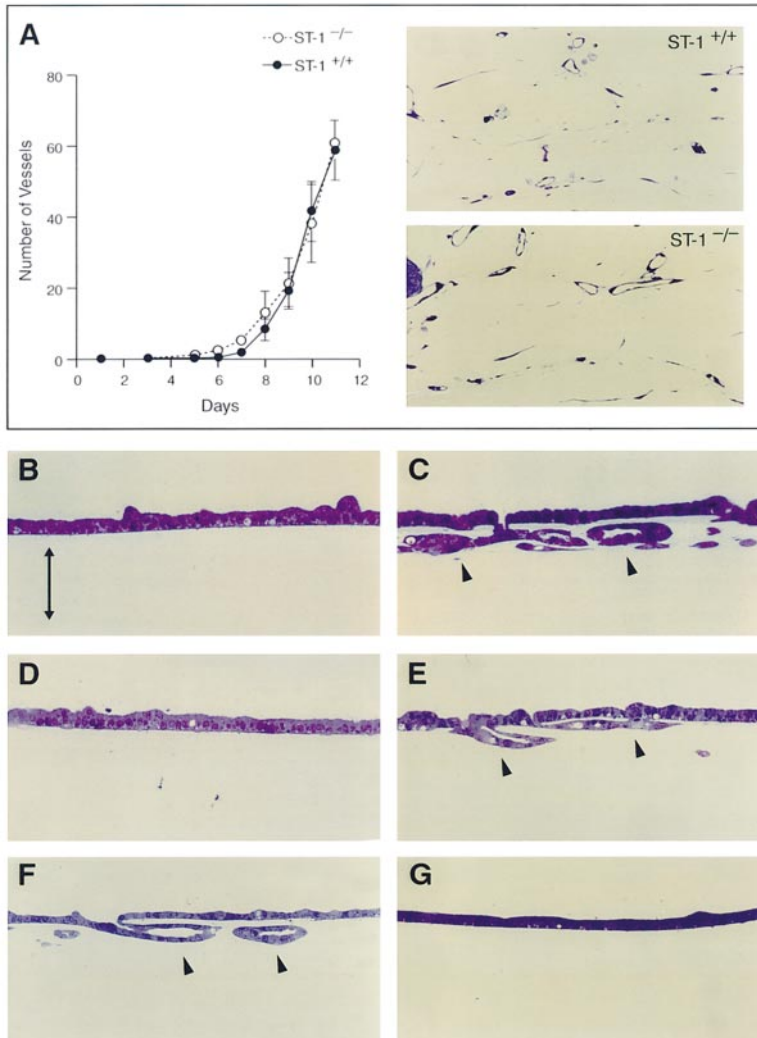 A
ST-1 −/−
ST-1 +/+
80
60
40
20
0
Number of Vessels
0 2 4 6 8 10 12
Days
ST-1 +/+
ST-1 −/−
B
C
D
E
F
G